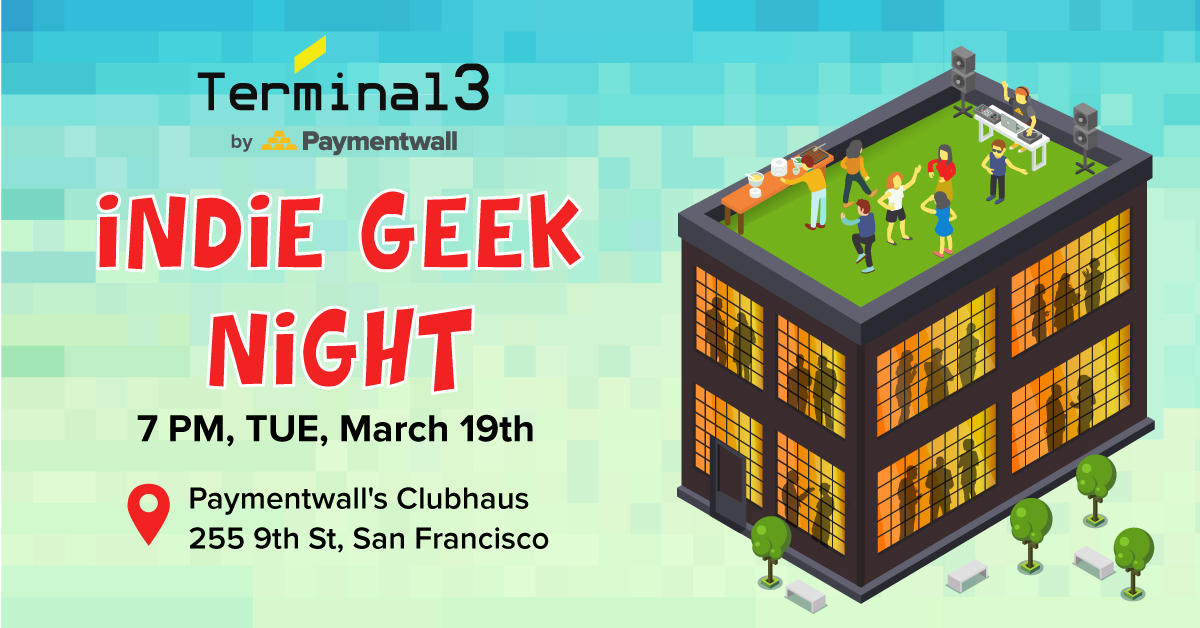 Terminal3
by Paymentwall
iNDiE GEEK
NiGHT
7 PM, TUE, March 19th
Paymentwall's Clubhaus
255 9th St, San Francisco